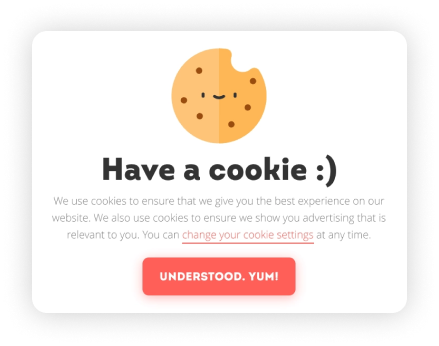 Have a cookie :)
We use cookies to ensure that we give you the best experience on our
website. We also use cookies to ensure we show you advertising that is
relevant to you. You can change your cookie settings at any time.
UNDERSTOOD. YUM!